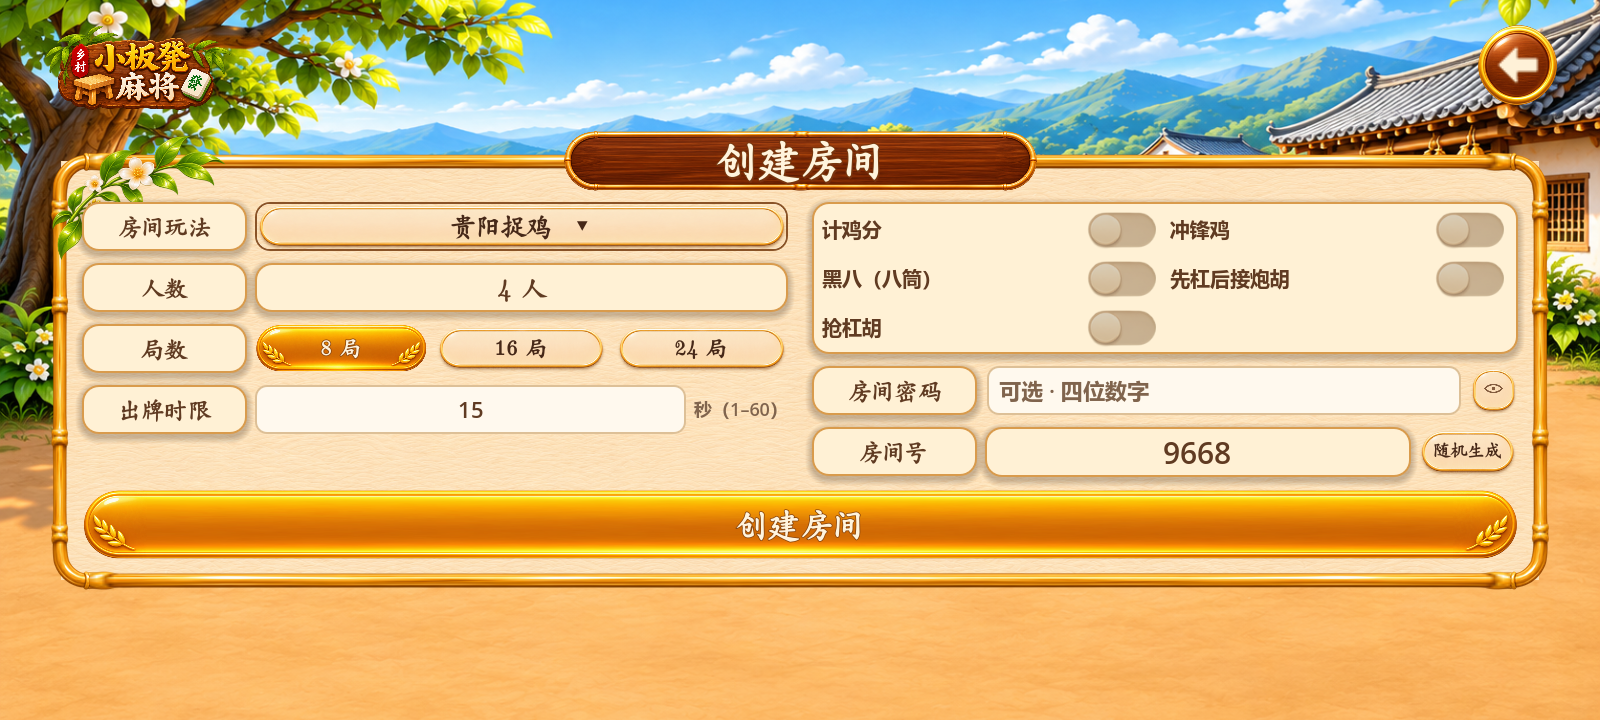 乡村
小板發
麻将
發
创建房间
房间玩法
贵阳捉鸡 ▼
人数
4 人
局数
8 局
16 局
24 局
出牌时限
15
秒（1–60）
计鸡分
冲锋鸡
黑八（八筒）
先杠后接炮胡
抢杠胡
房间密码
可选 · 四位数字
房间号
9668
随机生成
创建房间